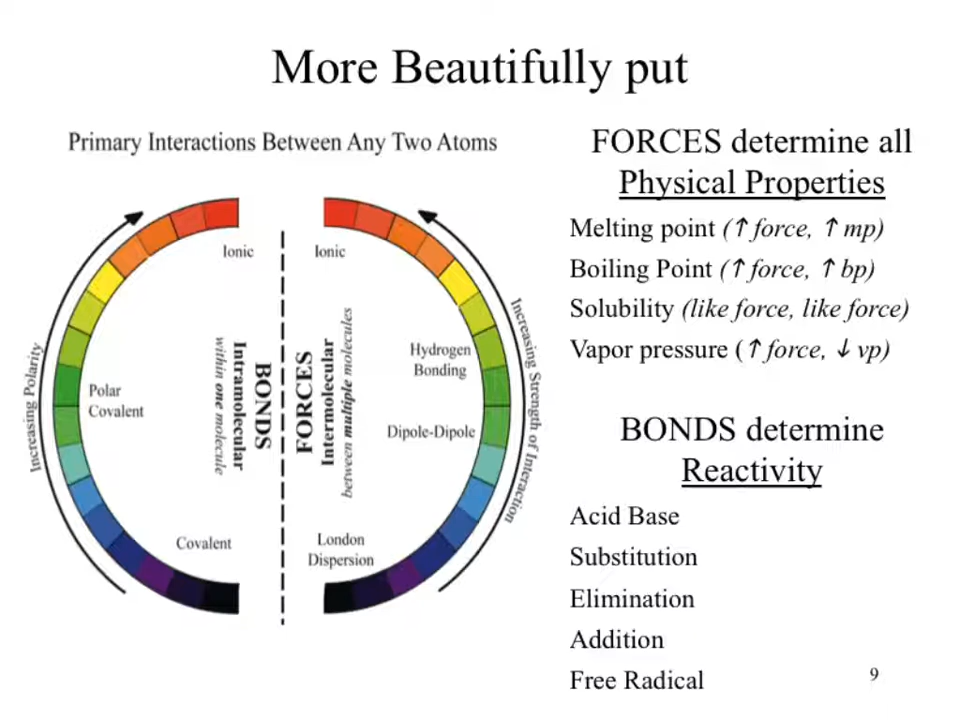 More Beautifully put
Primary Interactions Between Any Two Atoms
Increasing Polarity
Ionic
Polar
Covalent
Covalent
BONDS
Intramolecular
within one molecule
FORCES
Intermolecular
between multiple molecules
Ionic
Hydrogen
Bonding
Dipole-Dipole
London
Dispersion
Increasing Strength of Interaction
FORCES determine all
Physical Properties
Melting point (↑ force, ↑ mp)
Boiling Point (↑ force, ↑ bp)
Solubility (like force, like force)
Vapor pressure (↑ force, ↓ vp)
BONDS determine
Reactivity
Acid Base
Substitution
Elimination
Addition
Free Radical
9